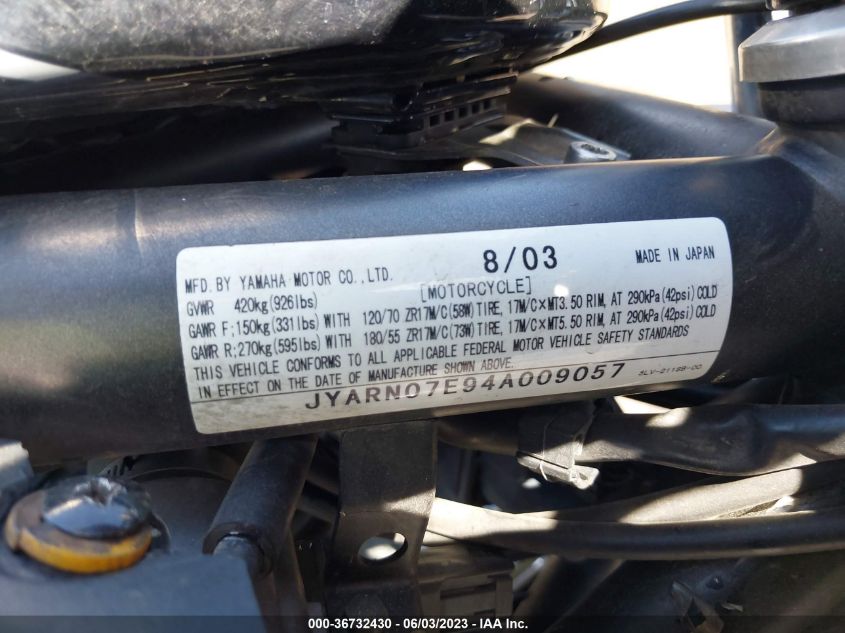 MFD. BY YAMAHA MOTOR CO., LTD. 8/03 MADE IN JAPAN
[MOTORCYCLE]
GVWR 420kg(926lbs)
GAWR F;150kg(331lbs) WITH 120/70 ZR17M/C(58W) TIRE, 17M/C×MT3.50 RIM, AT 290kPa(42psi) COLD
GAWR R;270kg(595lbs) WITH 180/55 ZR17M/C(73W) TIRE, 17M/C×MT5.50 RIM, AT 290kPa(42psi) COLD
THIS VEHICLE CONFORMS TO ALL APPLICABLE FEDERAL MOTOR VEHICLE SAFETY STANDARDS
IN EFFECT ON THE DATE OF MANUFACTURE SHOWN ABOVE.
JYARN07E94A009057 5LV-2118B-00
000-36732430 - 06/03/2023 - IAA Inc.